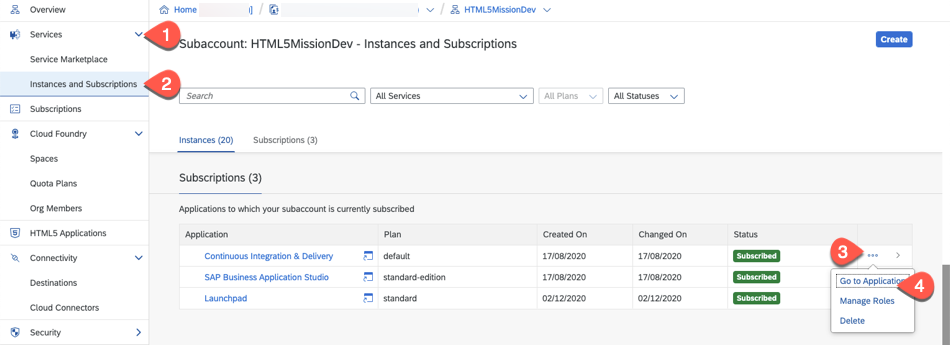 Overview
Services
Service Marketplace
Instances and Subscriptions
Subscriptions
Cloud Foundry
Spaces
Quota Plans
Org Members
HTML5 Applications
Connectivity
Destinations
Cloud Connectors
Security
1
2
Home / / HTML5MissionDev
Subaccount: HTML5MissionDev - Instances and Subscriptions
Create
Search All Services All Plans All Statuses
Instances (20) Subscriptions (3)
Subscriptions (3)
Applications to which your subaccount is currently subscribed
Application Plan Created On Changed On Status
Continuous Integration & Delivery default 17/08/2020 17/08/2020 Subscribed
SAP Business Application Studio standard-edition 17/08/2020 17/08/2020 Subscribed
Launchpad standard 02/12/2020 02/12/2020 Subscribed
3
Go to Application
4
Manage Roles
Delete